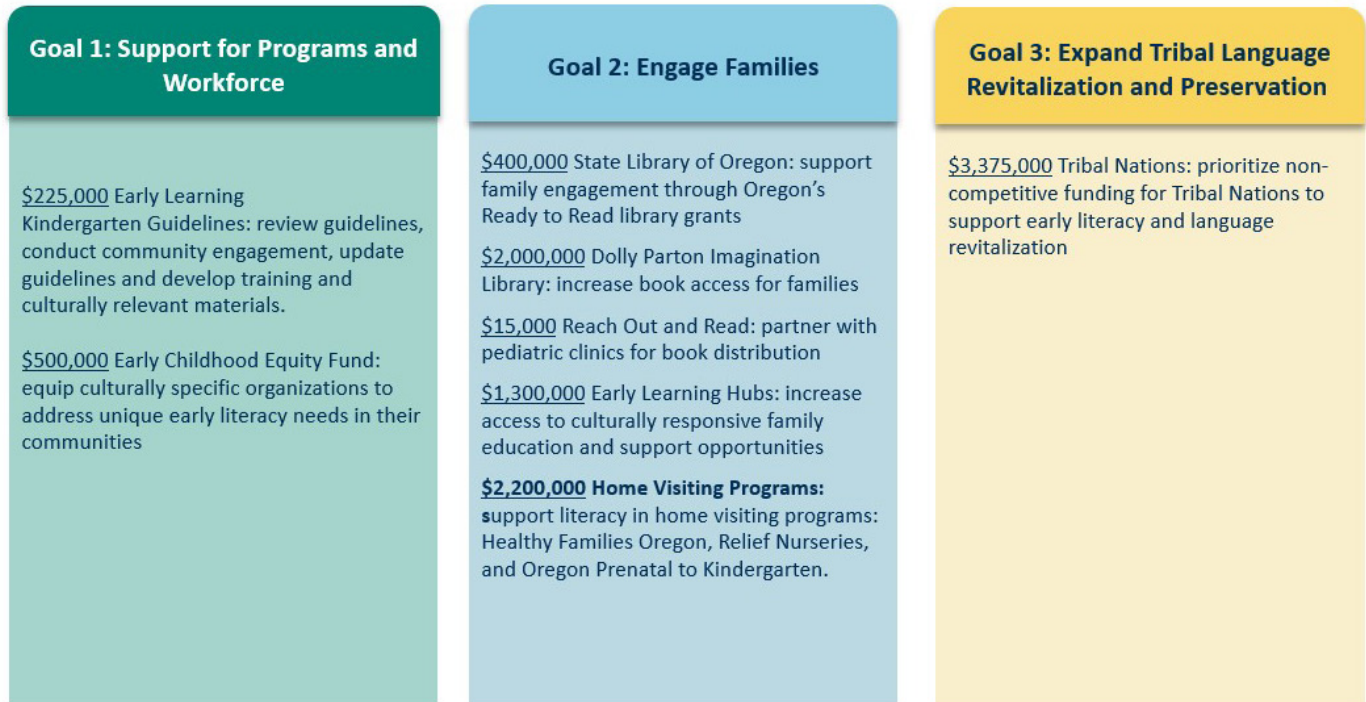 Goal 1: Support for Programs and
Workforce
$225,000 Early Learning
Kindergarten Guidelines: review guidelines,
conduct community engagement, update
guidelines and develop training and
culturally relevant materials.
$500,000 Early Childhood Equity Fund:
equip culturally specific organizations to
address unique early literacy needs in their
communities
Goal 2: Engage Families
$400,000 State Library of Oregon: support
family engagement through Oregon's
Ready to Read library grants
$2,000,000 Dolly Parton Imagination
Library: increase book access for families
$15,000 Reach Out and Read: partner with
pediatric clinics for book distribution
$1,300,000 Early Learning Hubs: increase
access to culturally responsive family
education and support opportunities
$2,200,000 Home Visiting Programs:
support literacy in home visiting programs:
Healthy Families Oregon, Relief Nurseries,
and Oregon Prenatal to Kindergarten.
Goal 3: Expand Tribal Language
Revitalization and Preservation
$3,375,000 Tribal Nations: prioritize non-
competitive funding for Tribal Nations to
support early literacy and language
revitalization